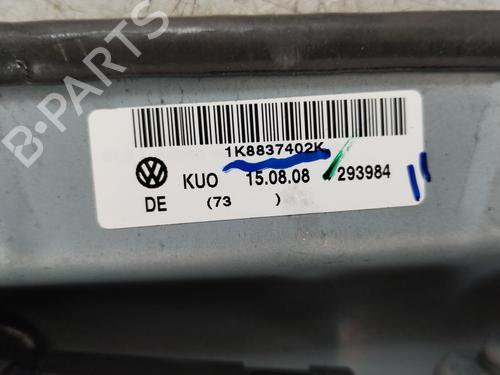 1K8837402K
KUO 15.08.08 293984
DE (73 )
B-PARTS